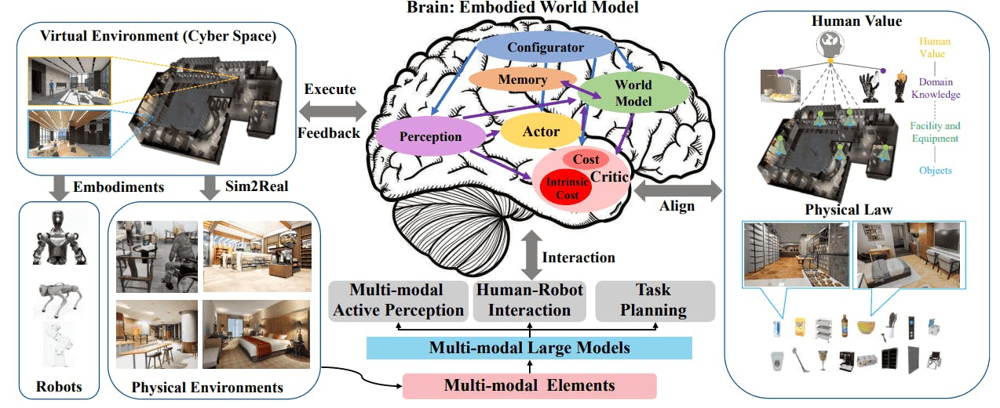 Brain: Embodied World Model
Virtual Environment (Cyber Space)
Execute
Feedback
Embodiments
Sim2Real
Robots
Physical Environments
Configurator
Memory
World
Model
Perception
Actor
Cost
Critic
Intrinsic
Cost
Align
Interaction
Multi-modal
Active Perception
Human-Robot
Interaction
Task
Planning
Multi-modal Large Models
Multi-modal Elements
Human Value
Human
Value
Domain
Knowledge
Facility and
Equipment
Objects
Physical Law